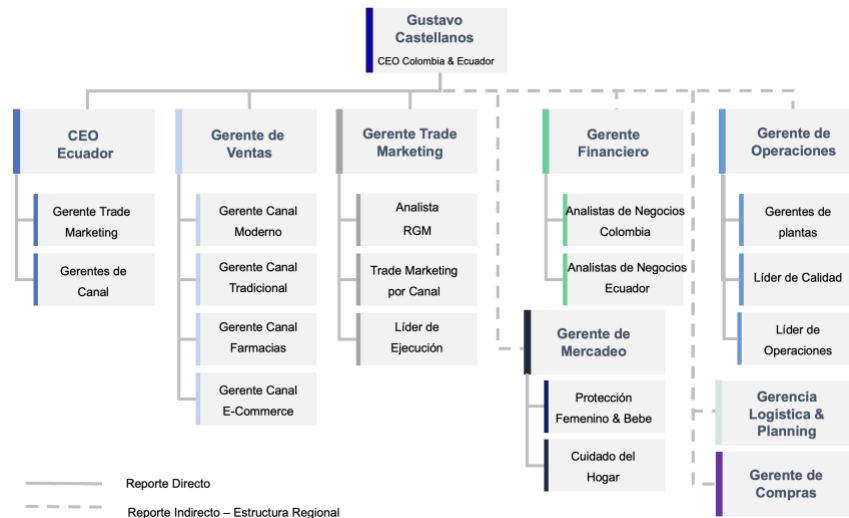 Gustavo
Castellanos
CEO Colombia & Ecuador
CEO
Ecuador
Gerente Trade
Marketing
Gerentes de
Canal
Gerente de
Ventas
Gerente Canal
Moderno
Gerente Canal
Tradicional
Gerente Canal
Farmacias
Gerente Canal
E-Commerce
Gerente Trade
Marketing
Analista
RGM
Trade Marketing
por Canal
Líder de
Ejecución
Gerente
Financiero
Analistas de Negocios
Colombia
Analistas de Negocios
Ecuador
Gerente de
Mercadeo
Protección
Femenino & Bebe
Cuidado del
Hogar
Gerente de
Operaciones
Gerentes de
plantas
Líder de Calidad
Líder de
Operaciones
Gerencia
Logistica &
Planning
Gerente de
Compras
Reporte Directo
Reporte Indirecto – Estructura Regional